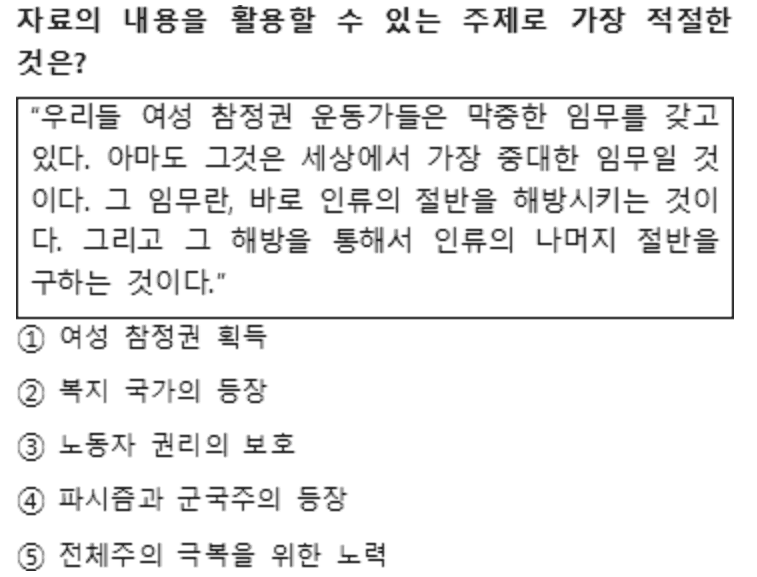 자료의 내용을 활용할 수 있는 주제로 가장 적절한
것은?
“우리들 여성 참정권 운동가들은 막중한 임무를 갖고
있다. 아마도 그것은 세상에서 가장 중대한 임무일 것
이다. 그 임무란, 바로 인류의 절반을 해방시키는 것이
다. 그리고 그 해방을 통해서 인류의 나머지 절반을
구하는 것이다.”
① 여성 참정권 획득
② 복지 국가의 등장
③ 노동자 권리의 보호
④ 파시즘과 군국주의 등장
⑤ 전체주의 극복을 위한 노력